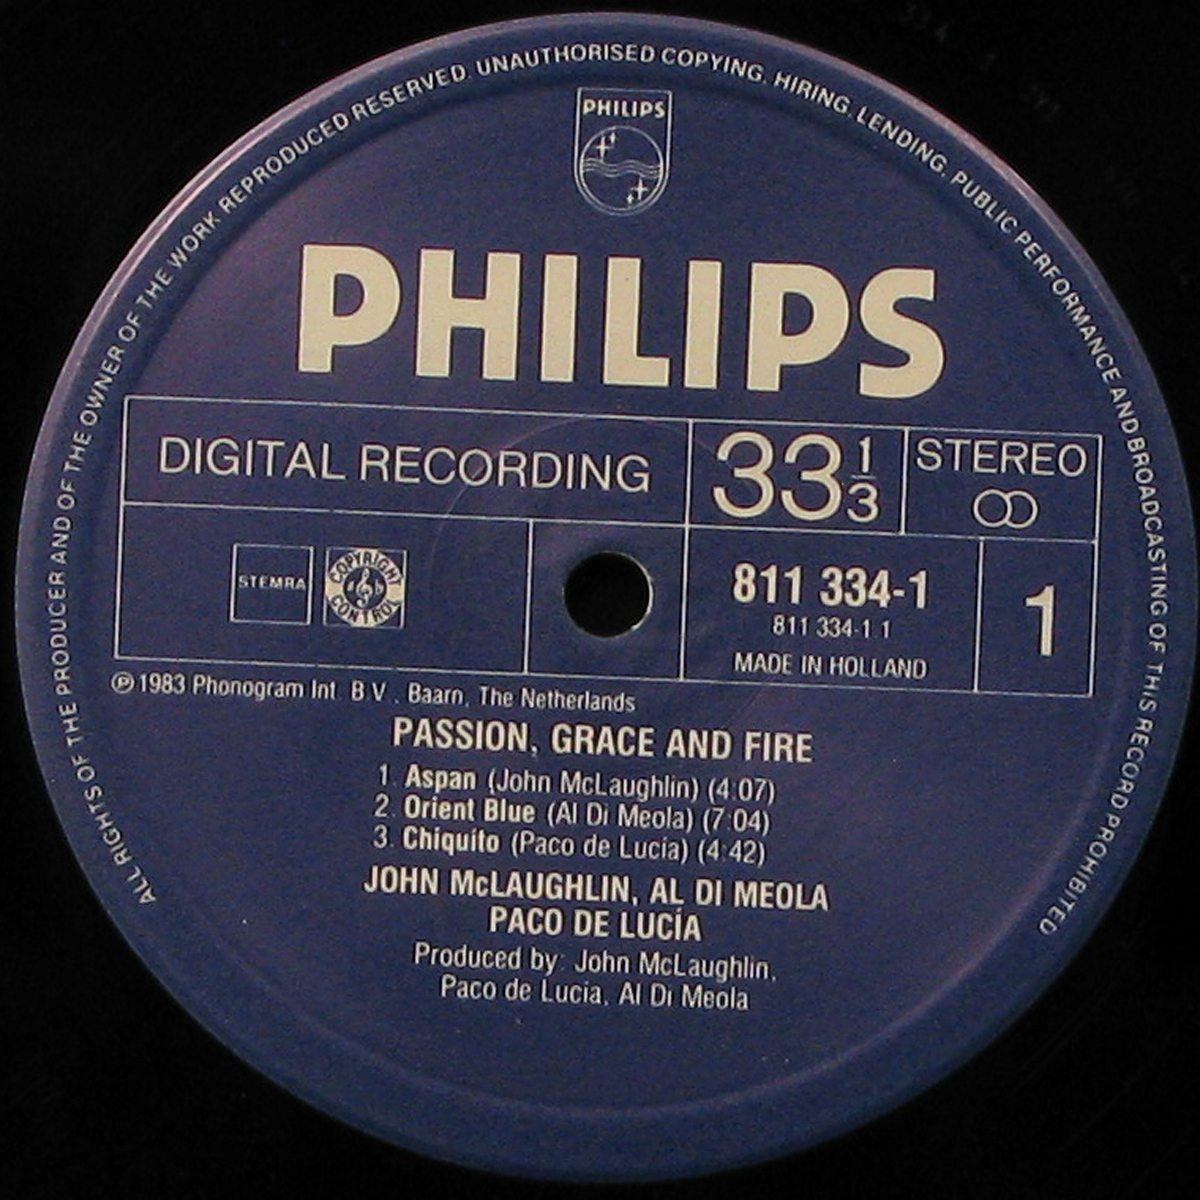 ALL RIGHTS OF THE PRODUCER AND OF THE OWNER OF THE WORK REPRODUCED RESERVED. UNAUTHORISED COPYING, HIRING, LENDING, PUBLIC PERFORMANCE AND BROADCASTING OF THIS RECORD PROHIBITED
PHILIPS
PHILIPS
DIGITAL RECORDING
33 1/3
STEREO
STEMRA
COPYRIGHT CONTROL
811 334-1
811 334-1 1
MADE IN HOLLAND
1
℗ 1983 Phonogram Int. B.V., Baarn, The Netherlands
PASSION, GRACE AND FIRE
1. Aspan (John McLaughlin) (4:07)
2. Orient Blue (Al Di Meola) (7:04)
3. Chiquito (Paco de Lucia) (4:42)
JOHN McLAUGHLIN, AL DI MEOLA
PACO DE LUCÍA
Produced by: John McLaughlin,
Paco de Lucia, Al Di Meola